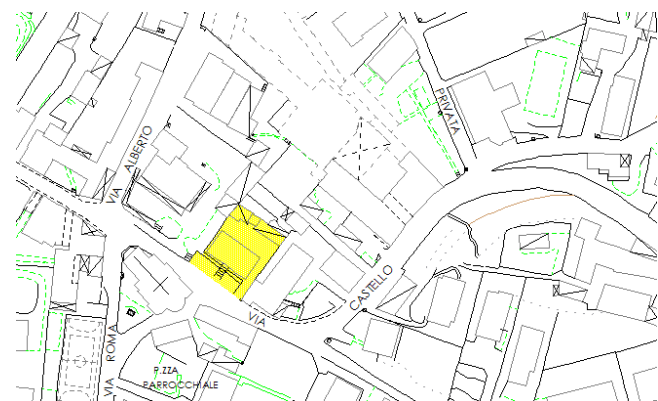 PRIVATA
VIA ALBERTO
VIA CASTELLO
VIA ROMA
P.ZZA
PARROCCHIALE